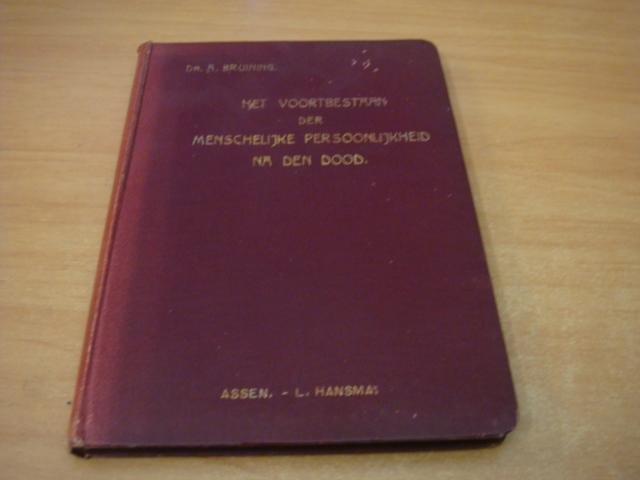 DR. A. BRUINING.
HET VOORTBESTAAN
DER
MENSCHELIJKE PERSOONLIJKHEID
NA DEN DOOD.
ASSEN. - L. HANSMA.